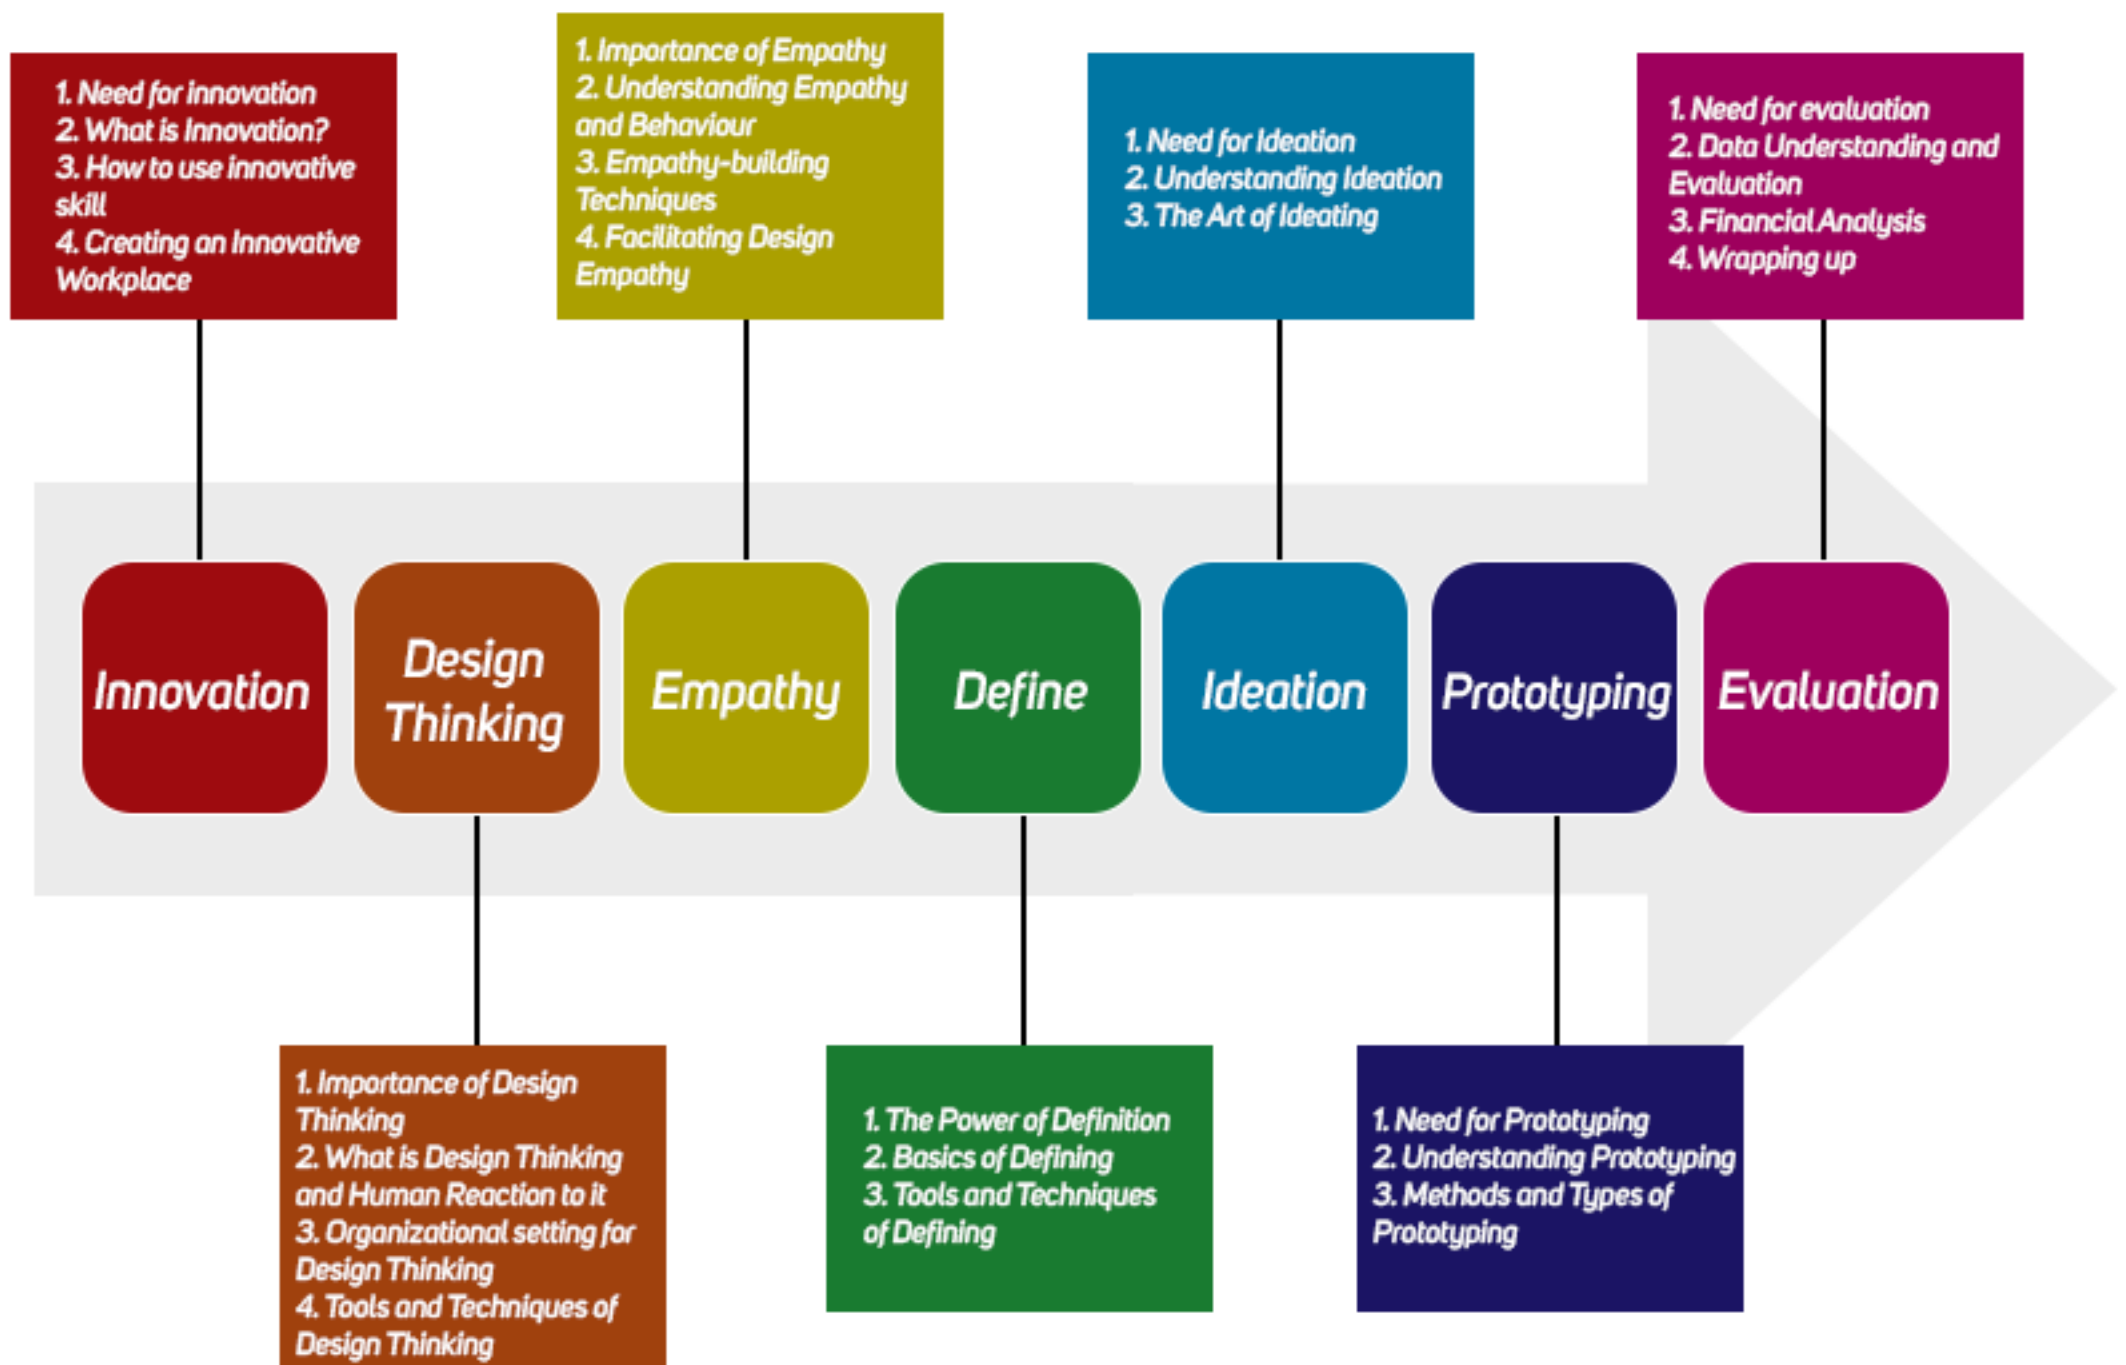 1. Need for innovation
2. What is Innovation?
3. How to use innovative
skill
4. Creating an Innovative
Workplace
1. Importance of Empathy
2. Understanding Empathy
and Behaviour
3. Empathy-building
Techniques
4. Facilitating Design
Empathy
1. Need for Ideation
2. Understanding Ideation
3. The Art of Ideating
1. Need for evaluation
2. Data Understanding and
Evaluation
3. Financial Analysis
4. Wrapping up
Innovation
Design
Thinking
Empathy
Define
Ideation
Prototyping
Evaluation
1. Importance of Design
Thinking
2. What is Design Thinking
and Human Reaction to it
3. Organizational setting for
Design Thinking
4. Tools and Techniques of
Design Thinking
1. The Power of Definition
2. Basics of Defining
3. Tools and Techniques
of Defining
1. Need for Prototyping
2. Understanding Prototyping
3. Methods and Types of
Prototyping